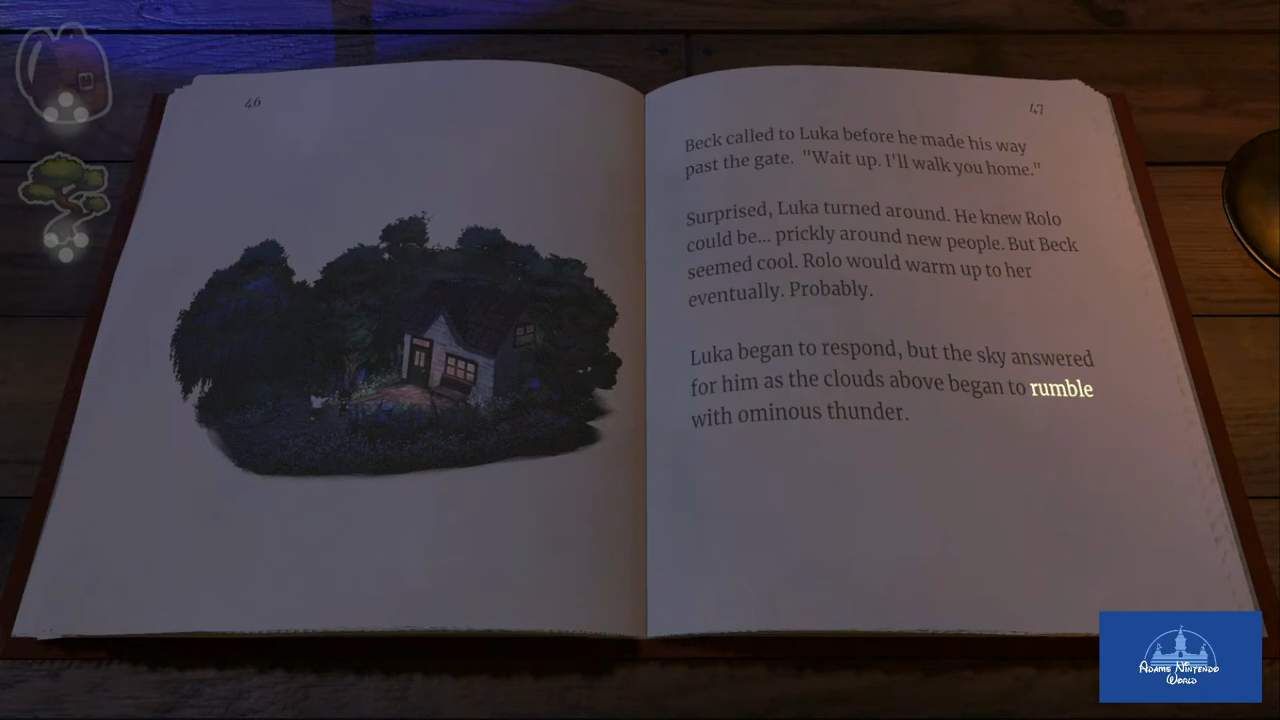 46
47
Beck called to Luka before he made his way
past the gate. "Wait up. I'll walk you home."
Surprised, Luka turned around. He knew Rolo
could be... prickly around new people. But Beck
seemed cool. Rolo would warm up to her
eventually. Probably.
Luka began to respond, but the sky answered
for him as the clouds above began to rumble
with ominous thunder.
Adams Nintendo
World